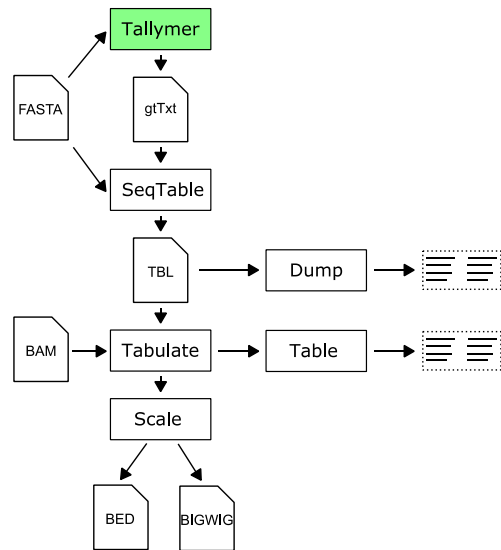 Tallymer
FASTA
gtTxt
SeqTable
TBL
Dump
BAM
Tabulate
Table
Scale
BED
BIGWIG